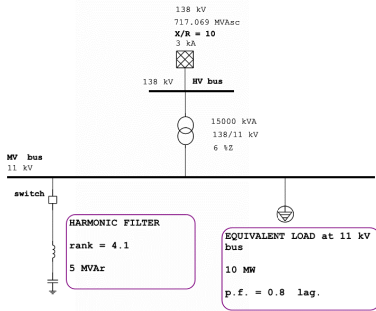 138 kV
717.069 MVAsc
X/R = 10
3 kA
138 kV HV bus
15000 kVA
138/11 kV
6 %Z
MV bus
11 kV
switch
HARMONIC FILTER
rank = 4.1
5 MVAr
EQUIVALENT LOAD at 11 kV
bus
10 MW
p.f. = 0.8 lag.